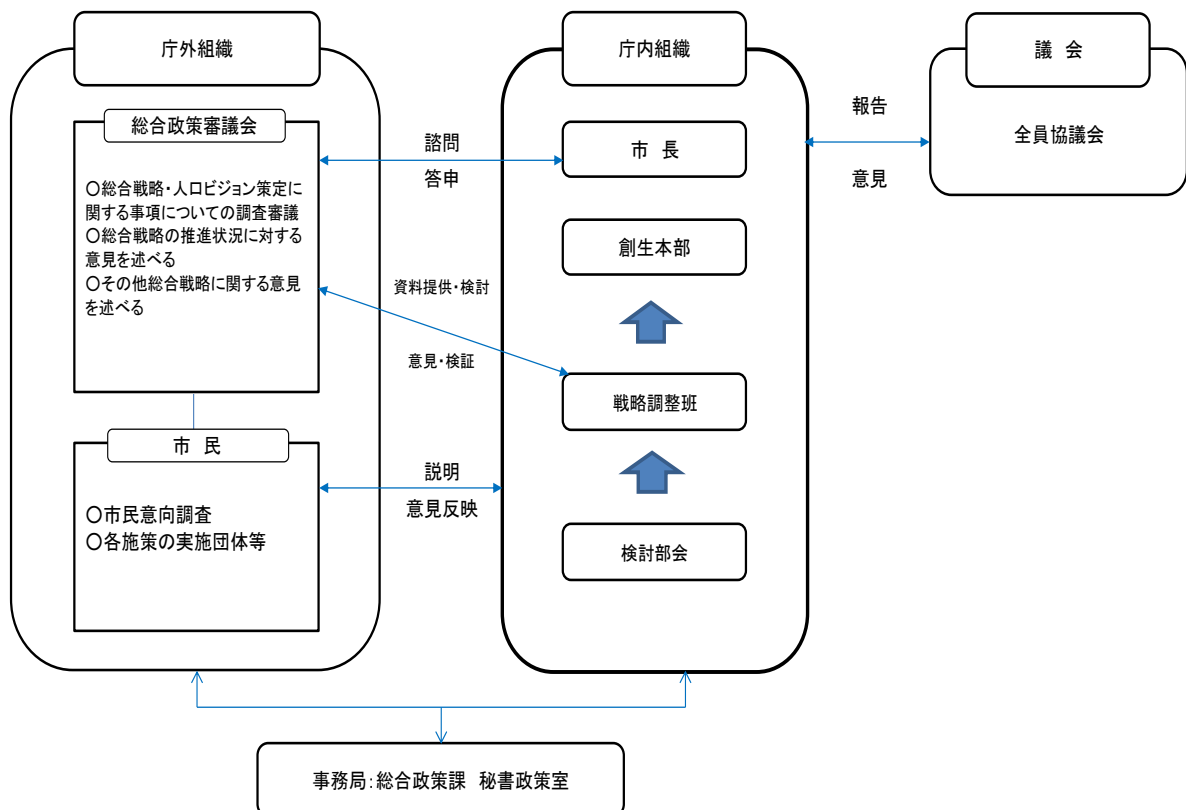 庁外組織
総合政策審議会
〇総合戦略・人口ビジョン策定に
関する事項についての調査審議
〇総合戦略の推進状況に対する
意見を述べる
〇その他総合戦略に関する意見
を述べる
市 民
〇市民意向調査
〇各施策の実施団体等
諮問
答申
資料提供・検討
意見・検証
説明
意見反映
庁内組織
市 長
創生本部
戦略調整班
検討部会
報告
意見
議 会
全員協議会
事務局：総合政策課 秘書政策室